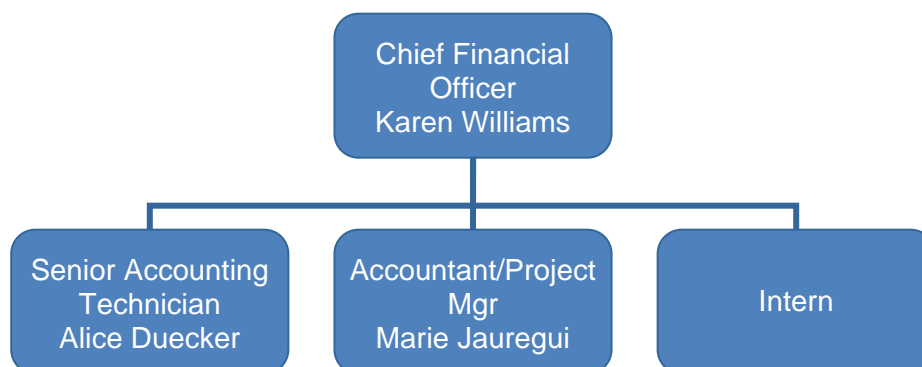 Chief Financial
Officer
Karen Williams
Senior Accounting
Technician
Alice Duecker
Accountant/Project
Mgr
Marie Jauregui
Intern